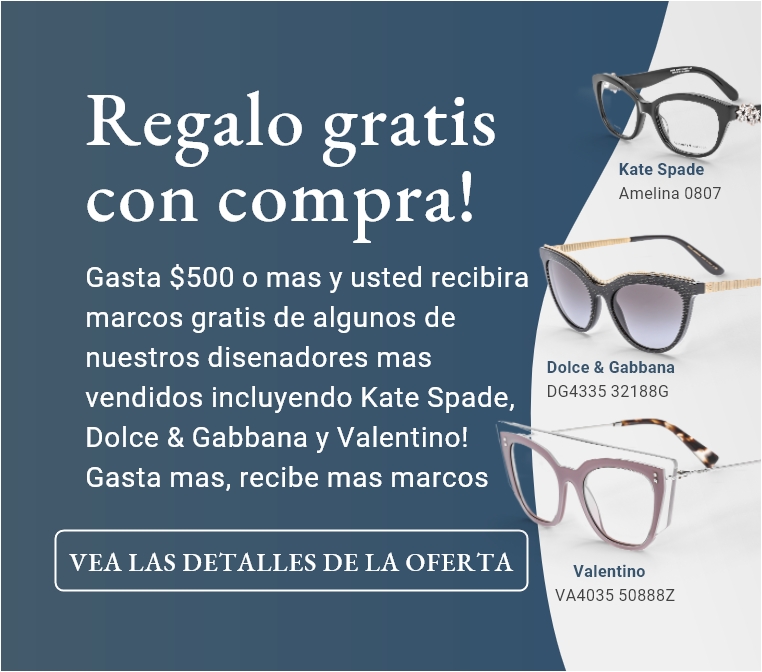 Regalo gratis
con compra!
Gasta $500 o mas y usted recibira
marcos gratis de algunos de
nuestros disenadores mas
vendidos incluyendo Kate Spade,
Dolce & Gabbana y Valentino!
Gasta mas, recibe mas marcos
VEA LAS DETALLES DE LA OFERTA
Kate Spade
Amelina 0807
Dolce & Gabbana
DG4335 32188G
Valentino
VA4035 50888Z